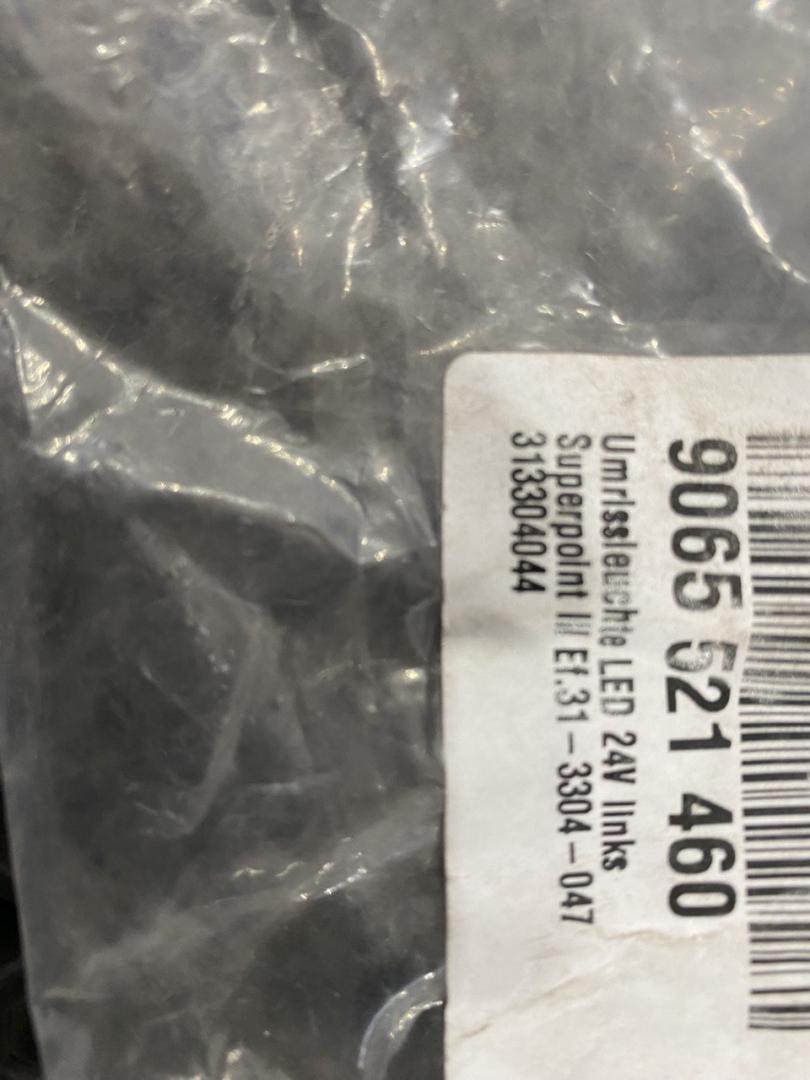 9065 521 460
Umrissleuchte LED 24V links
Superpoint III Ef.31-3304-047
313304044